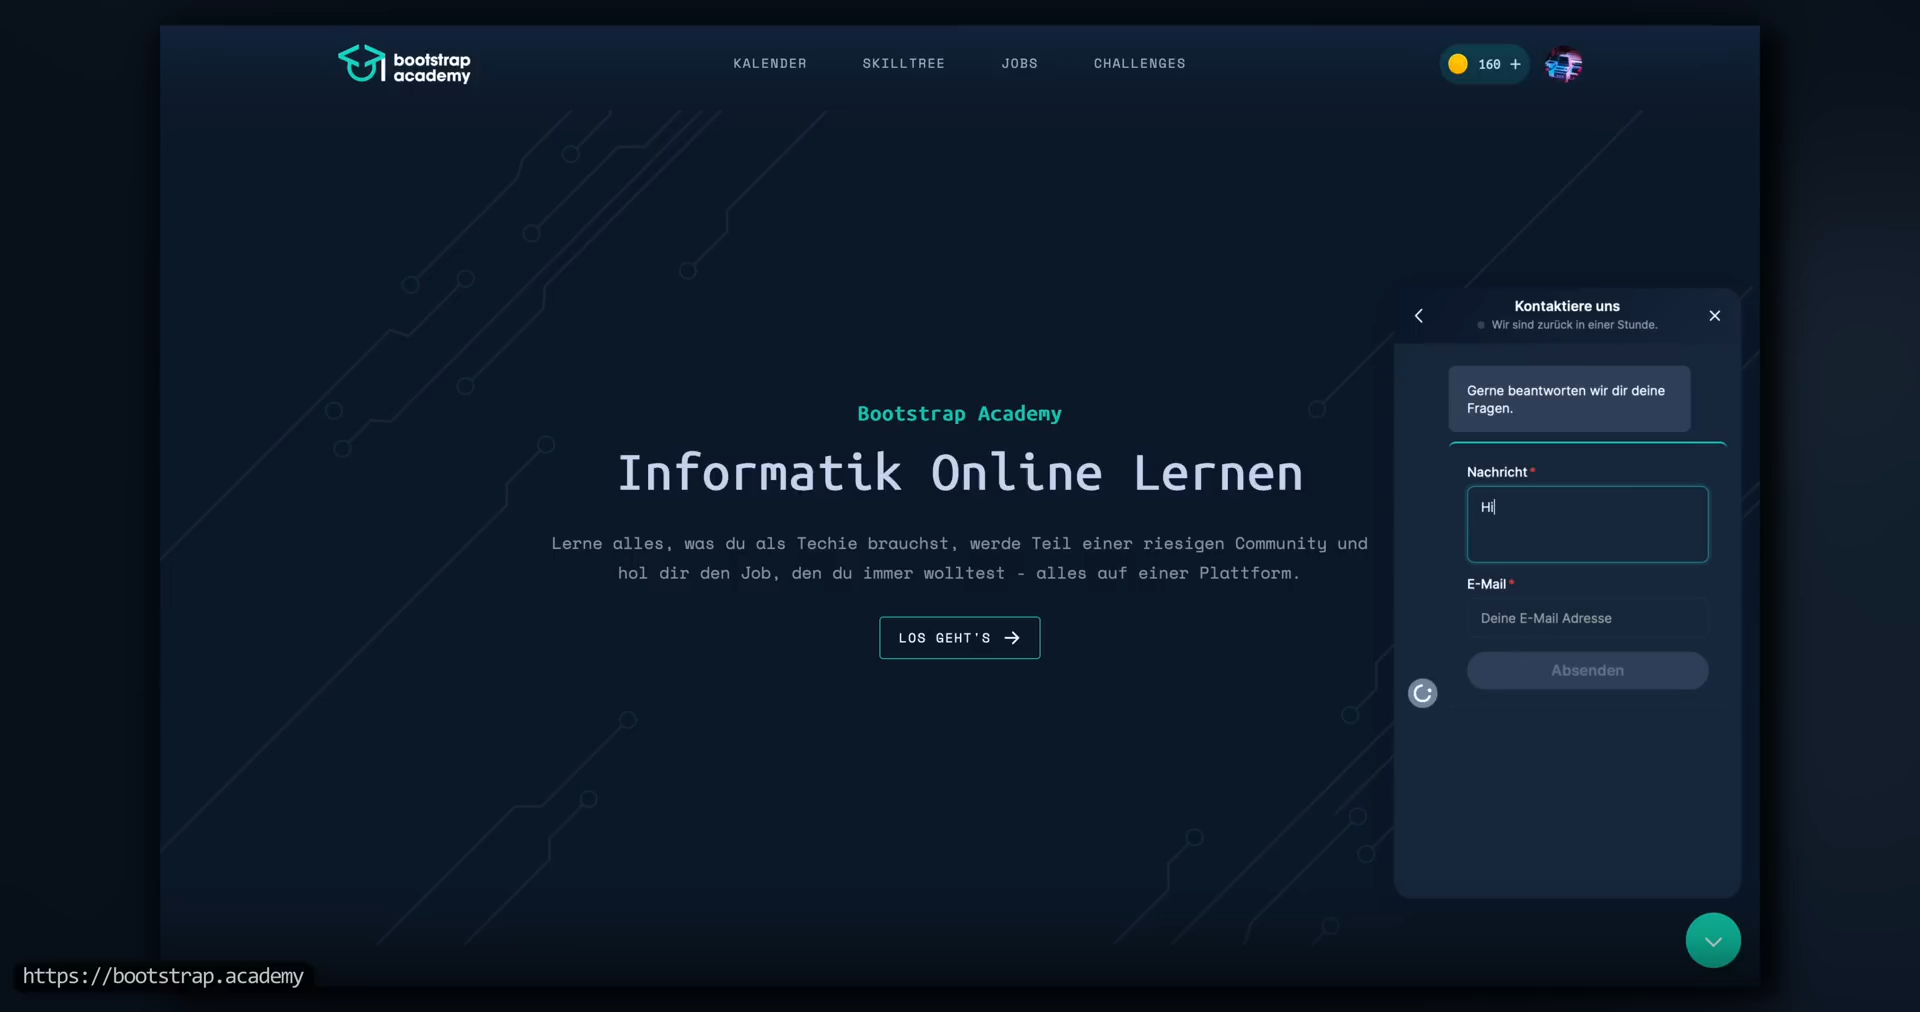 bootstrap
academy
KALENDER
SKILLTREE
JOBS
CHALLENGES
160 +
Bootstrap Academy
Informatik Online Lernen
Lerne alles, was du als Techie brauchst, werde Teil einer riesigen Community und
hol dir den Job, den du immer wolltest - alles auf einer Plattform.
LOS GEHT'S →
Kontaktiere uns
Wir sind zurück in einer Stunde.
Gerne beantworten wir dir deine
Fragen.
Nachricht*
Hi
E-Mail*
Deine E-Mail Adresse
Absenden
https://bootstrap.academy